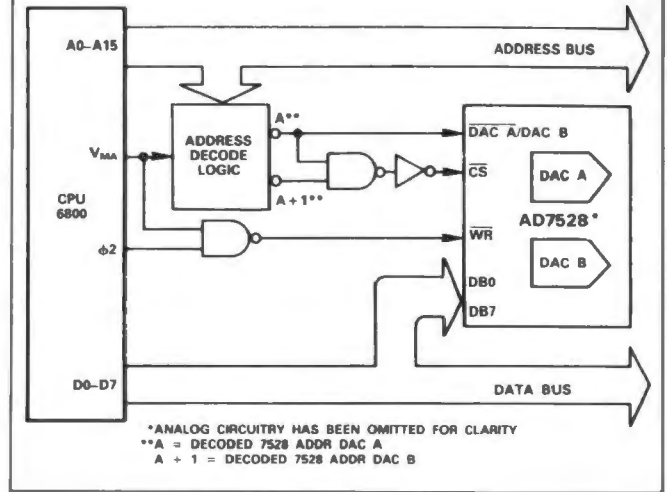 A0–A15
ADDRESS BUS
A**
VMA
ADDRESS
DECODE
LOGIC
DAC A/DAC B
CS
DAC A
A + 1**
CPU
6800
AD7528*
φ2
WR
DAC B
DB0
DB7
D0–D7
DATA BUS
*ANALOG CIRCUITRY HAS BEEN OMITTED FOR CLARITY
**A = DECODED 7528 ADDR DAC A
A + 1 = DECODED 7528 ADDR DAC B